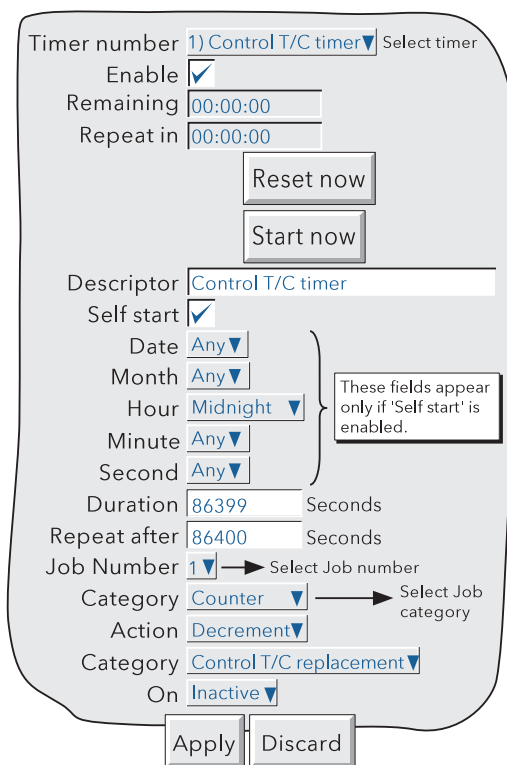 Timer number 1) Control T/C timer▼ Select timer
Enable ✓
Remaining 00:00:00
Repeat in 00:00:00
Reset now
Start now
Descriptor Control T/C timer
Self start ✓
Date Any▼
Month Any▼
Hour Midnight ▼
Minute Any▼
Second Any▼
These fields appear
only if 'Self start' is
enabled.
Duration 86399 Seconds
Repeat after 86400 Seconds
Job Number 1▼ Select Job number
Category Counter ▼ Select Job
category
Action Decrement▼
Category Control T/C replacement▼
On Inactive▼
Apply Discard